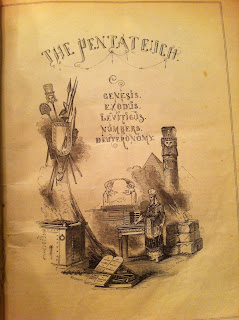 THE PENTATEUCH.
GENESIS.
EXODUS.
LEVITICUS.
NUMBERS.
DEUTERONOMY.